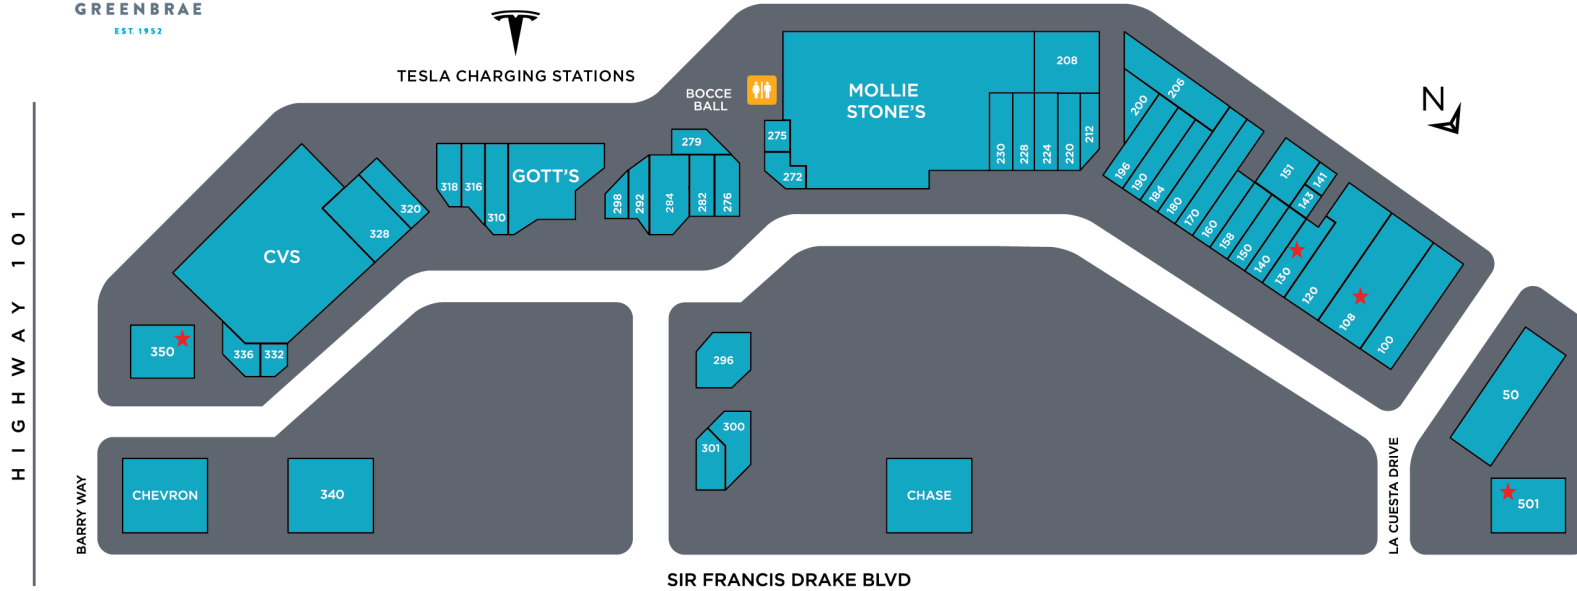 GREENBRAE
EST. 1952
TESLA CHARGING STATIONS
BOCCE
BALL
MOLLIE
STONE'S
208
206
200
N
212
220
224
228
230
275
272
279
GOTT'S
318
316
310
298
292
284
282
276
320
328
CVS
350
336
332
196
190
184
180
170
160
158
150
140
130
120
108
100
151
141
143
HIGHWAY 101
296
300
301
50
501
CHEVRON
340
CHASE
BARRY WAY
LA CUESTA DRIVE
SIR FRANCIS DRAKE BLVD